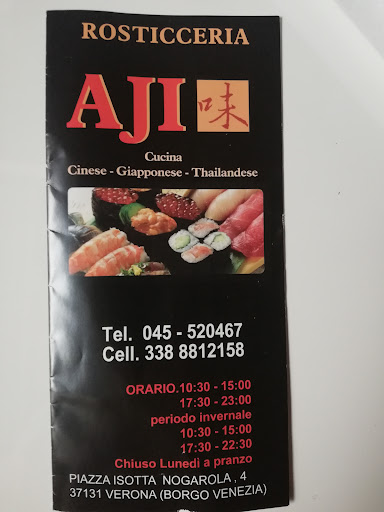 ROSTICCERIA
AJI 味
Cucina
Cinese - Giapponese - Thailandese
Tel. 045 - 520467
Cell. 338 8812158
ORARIO.10:30 - 15:00
17:30 - 23:00
periodo invernale
10:30 - 15:00
17:30 - 22:30
Chiuso Lunedì a pranzo
PIAZZA ISOTTA NOGAROLA , 4
37131 VERONA (BORGO VENEZIA)